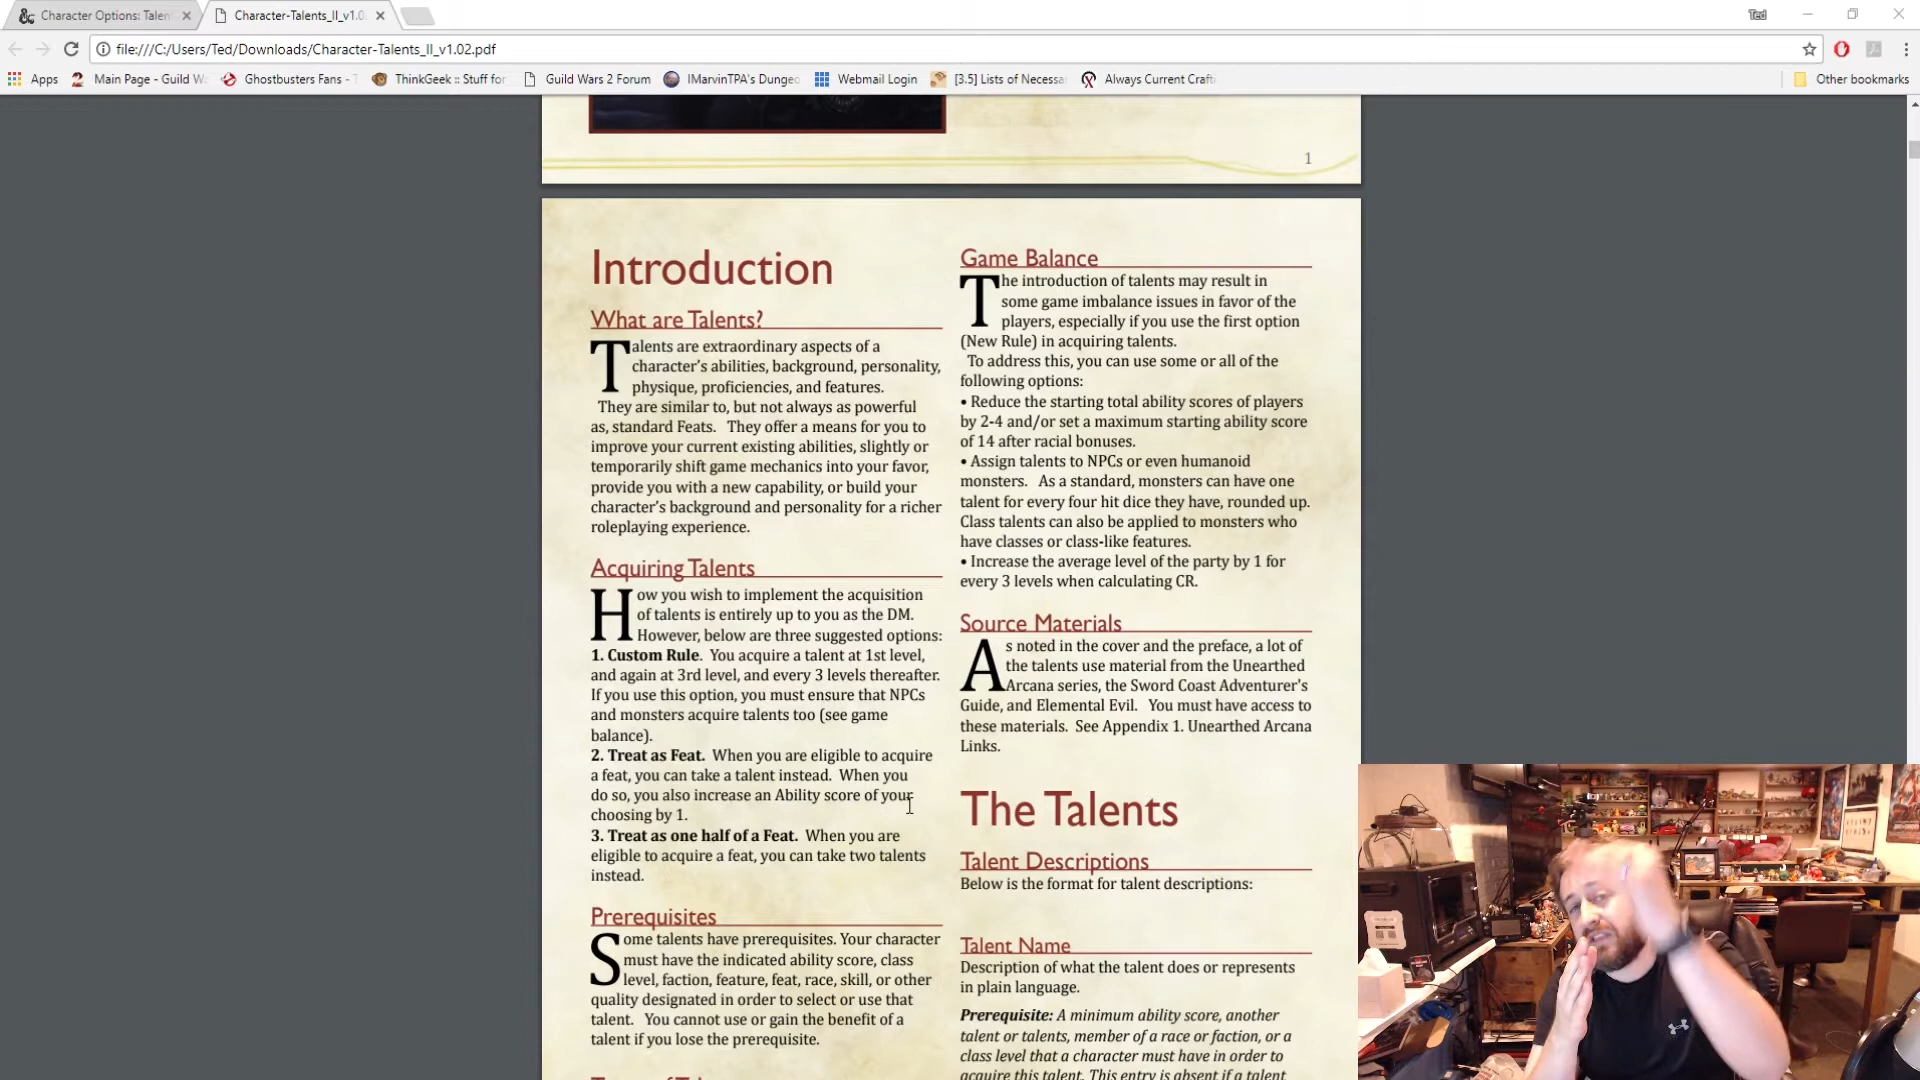 Character Options: Talen
Character-Talents_II_v1.0
Ted
file:///C:/Users/Ted/Downloads/Character-Talents_II_v1.02.pdf
Apps
Main Page - Guild W
Ghostbusters Fans - T
ThinkGeek :: Stuff for
Guild Wars 2 Forum
IMarvinTPA's Dunge
Webmail Login
[3.5] Lists of Necessa
Always Current Craft
Other bookmarks
1
Introduction
What are Talents?
Talents are extraordinary aspects of a
character's abilities, background, personality,
physique, proficiencies, and features.
They are similar to, but not always as powerful
as, standard Feats. They offer a means for you to
improve your current existing abilities, slightly or
temporarily shift game mechanics into your favor,
provide you with a new capability, or build your
character's background and personality for a richer
roleplaying experience.
Acquiring Talents
How you wish to implement the acquisition
of talents is entirely up to you as the DM.
However, below are three suggested options:
1. Custom Rule. You acquire a talent at 1st level,
and again at 3rd level, and every 3 levels thereafter.
If you use this option, you must ensure that NPCs
and monsters acquire talents too (see game
balance).
2. Treat as Feat. When you are eligible to acquire
a feat, you can take a talent instead. When you
do so, you also increase an Ability score of your
choosing by 1.
3. Treat as one half of a Feat. When you are
eligible to acquire a feat, you can take two talents
instead.
Prerequisites
Some talents have prerequisites. Your character
must have the indicated ability score, class
level, faction, feature, feat, race, skill, or other
quality designated in order to select or use that
talent. You cannot use or gain the benefit of a
talent if you lose the prerequisite.
Game Balance
The introduction of talents may result in
some game imbalance issues in favor of the
players, especially if you use the first option
(New Rule) in acquiring talents.
To address this, you can use some or all of the
following options:
• Reduce the starting total ability scores of players
by 2-4 and/or set a maximum starting ability score
of 14 after racial bonuses.
• Assign talents to NPCs or even humanoid
monsters. As a standard, monsters can have one
talent for every four hit dice they have, rounded up.
Class talents can also be applied to monsters who
have classes or class-like features.
• Increase the average level of the party by 1 for
every 3 levels when calculating CR.
Source Materials
As noted in the cover and the preface, a lot of
the talents use material from the Unearthed
Arcana series, the Sword Coast Adventurer's
Guide, and Elemental Evil. You must have access to
these materials. See Appendix 1. Unearthed Arcana
Links.
The Talents
Talent Descriptions
Below is the format for talent descriptions:
Talent Name
Description of what the talent does or represents
in plain language.
Prerequisite: A minimum ability score, another
talent or talents, member of a race or faction, or a
class level that a character must have in order to
acquire this talent. This entry is absent if a talent